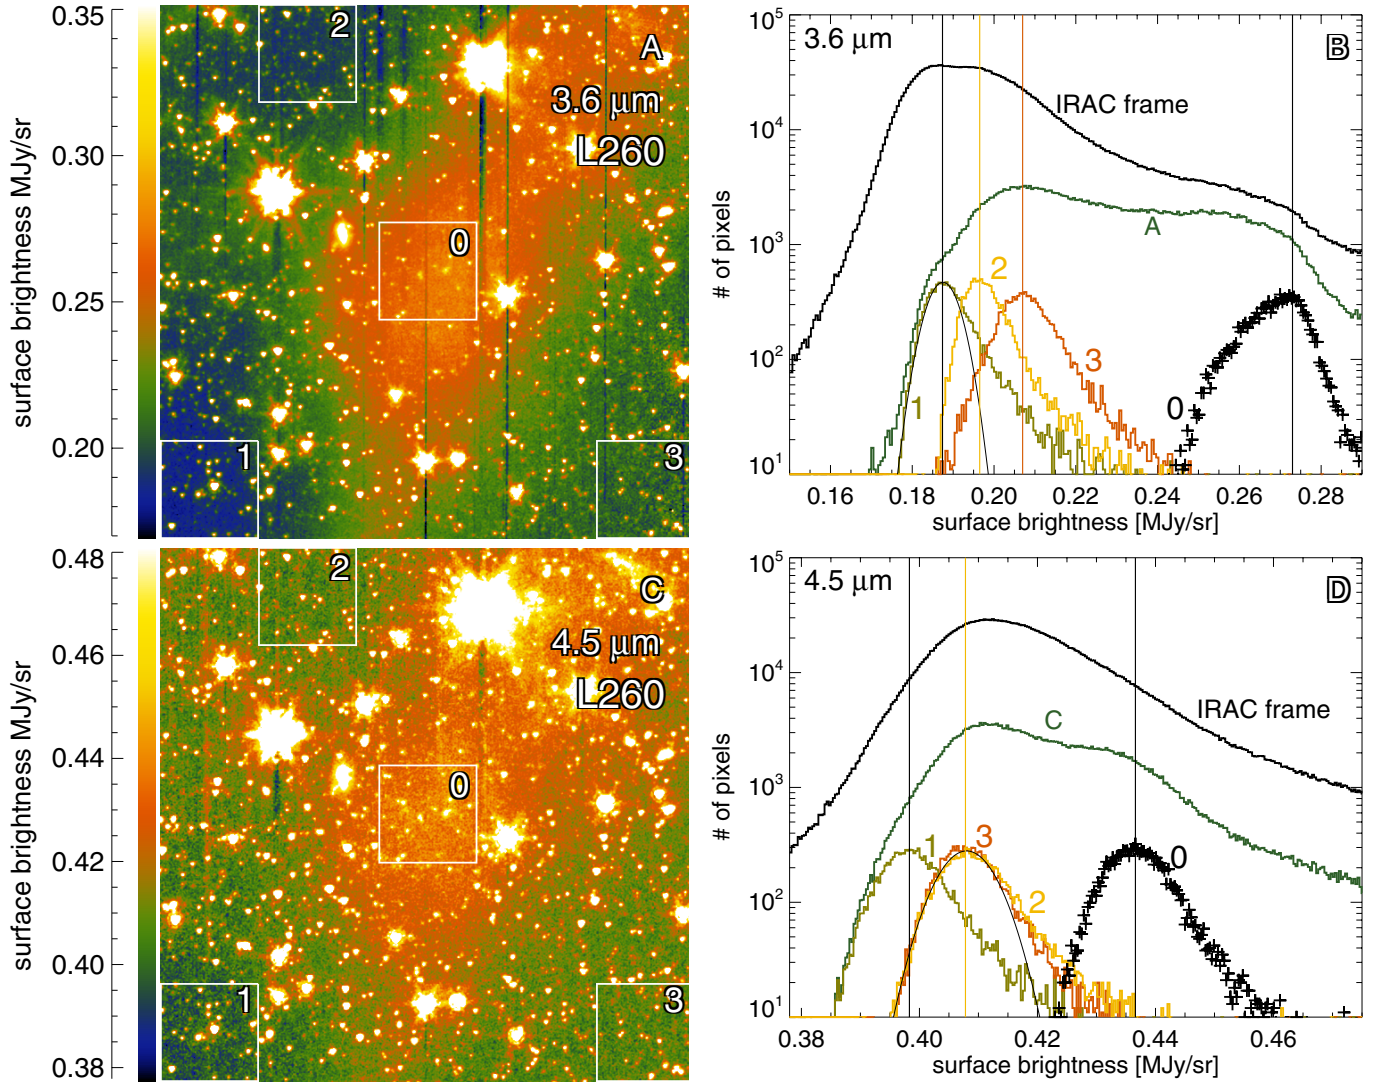 0.35
0.30
0.25
0.20
surface brightness MJy/sr
2
A
3.6 μm
L260
0
1
3
10^5
10^4
10^3
10^2
10^1
# of pixels
3.6 μm
B
IRAC frame
A
2
3
1
0
0.16 0.18 0.20 0.22 0.24 0.26 0.28
surface brightness [MJy/sr]
0.48
0.46
0.44
0.42
0.40
0.38
surface brightness MJy/sr
2
C
4.5 μm
L260
0
1
3
10^5
10^4
10^3
10^2
10^1
# of pixels
4.5 μm
D
IRAC frame
C
1
3
2
0
0.38 0.40 0.42 0.44 0.46
surface brightness [MJy/sr]